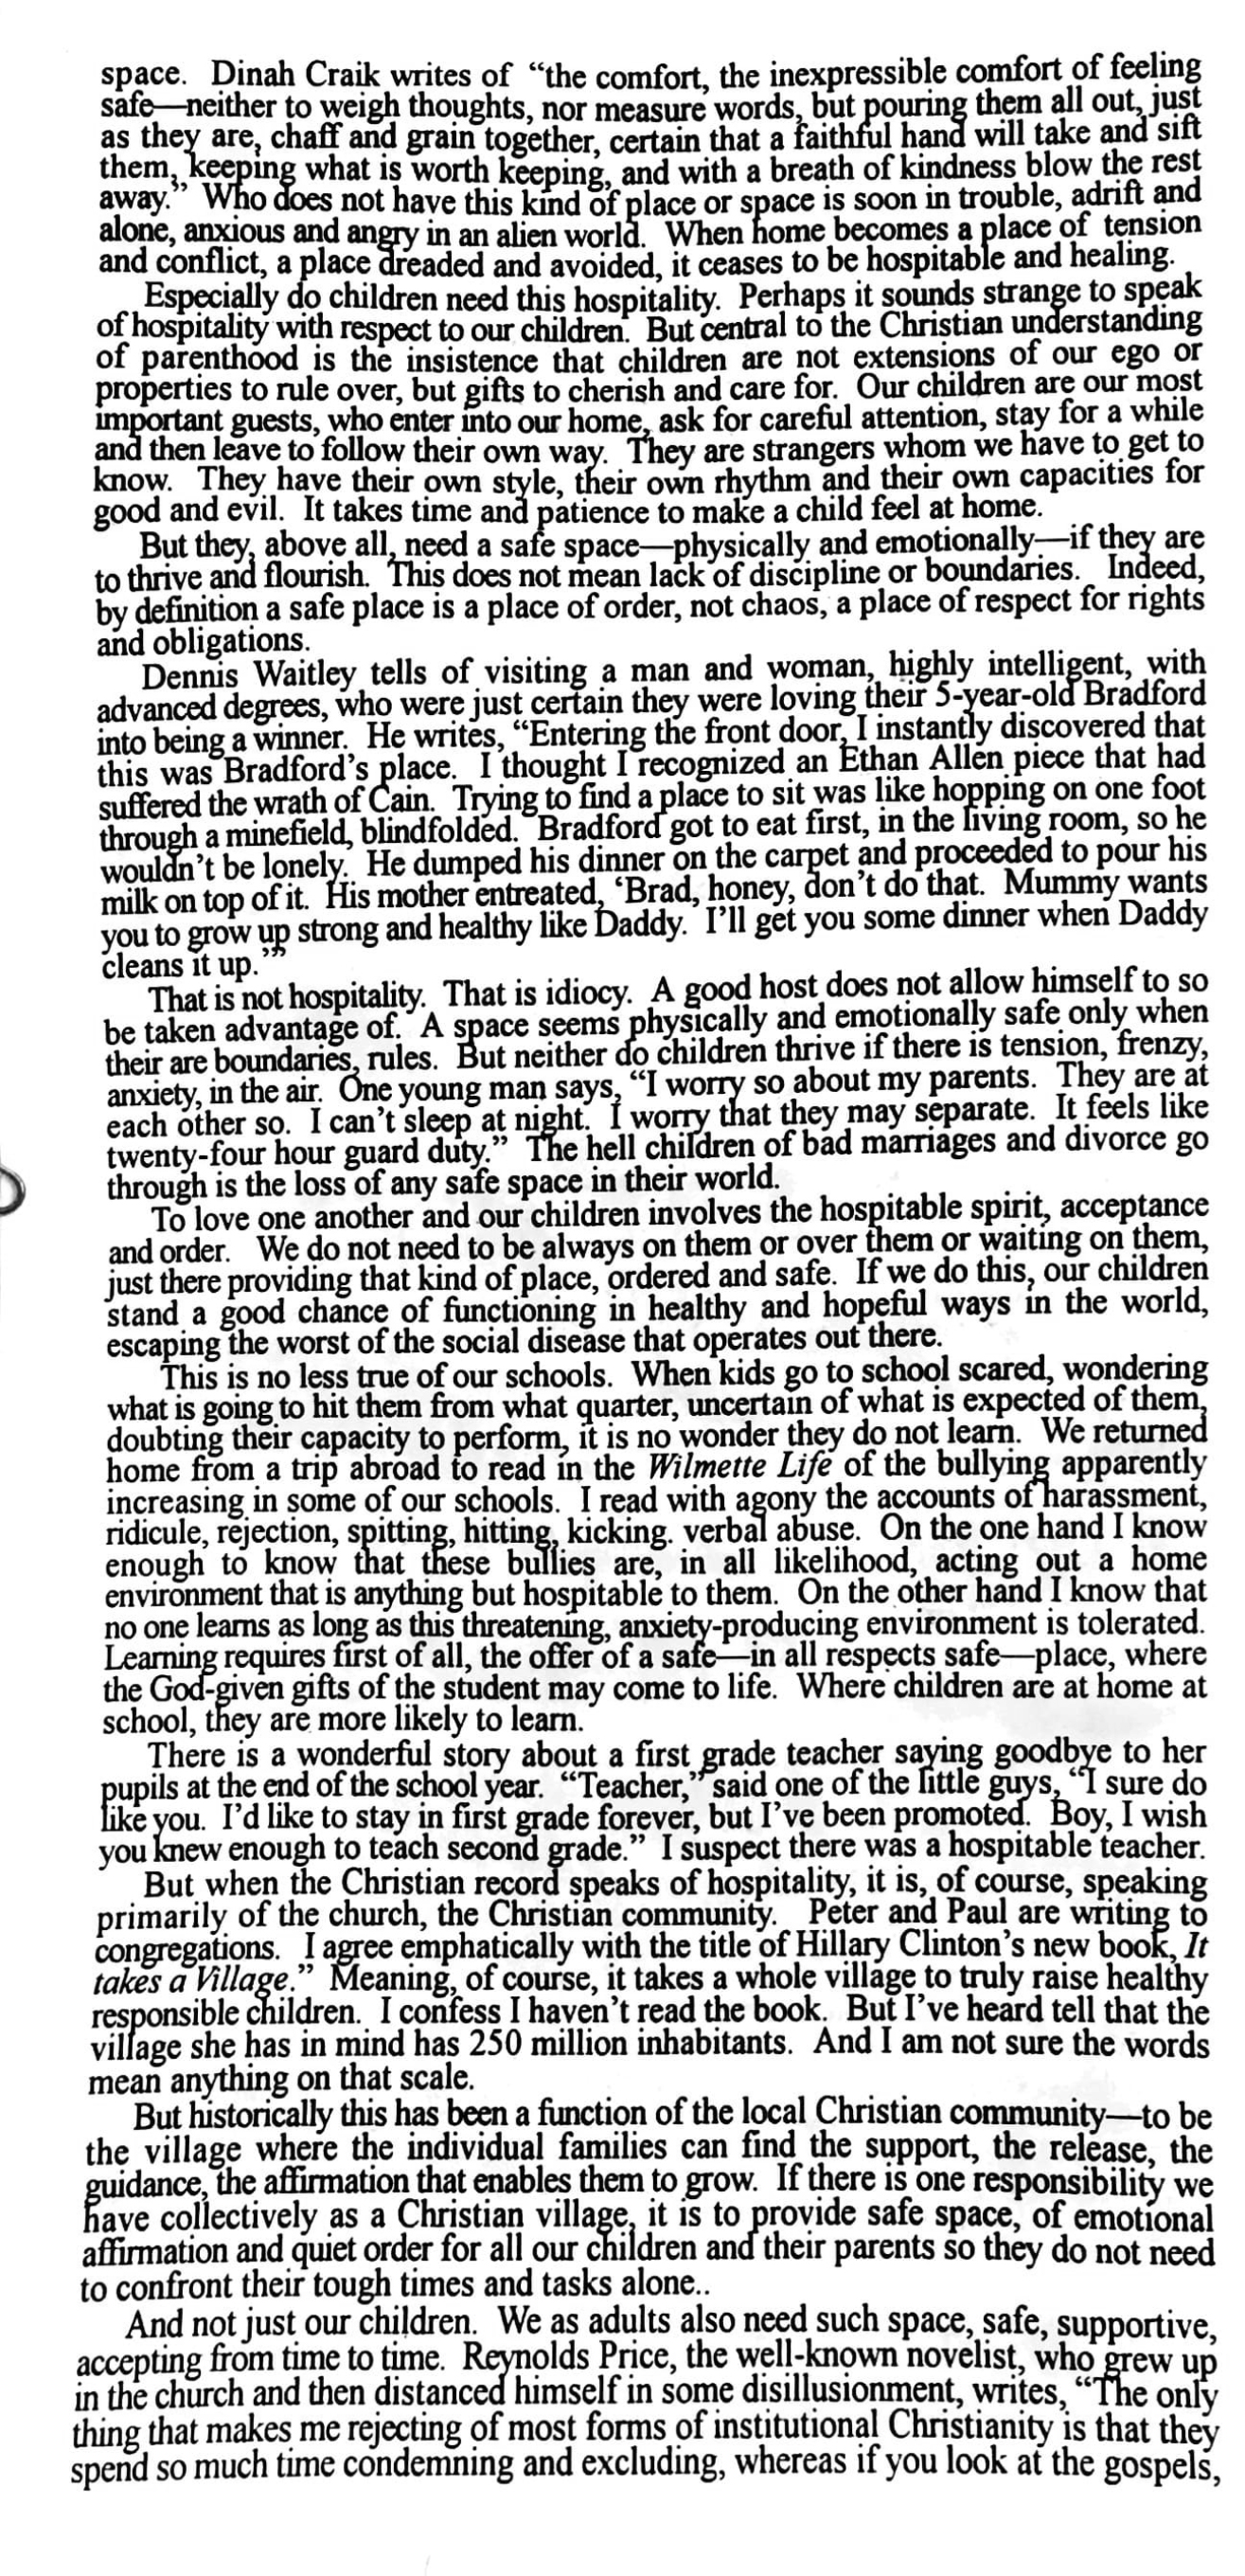 space.  Dinah Craik writes of “the comfort, the inexpressible comfort of feeling
safe—neither to weigh thoughts, nor measure words, but pouring them all out, just
as they are, chaff and grain together, certain that a faithful hand will take and sift
them, keeping what is worth keeping, and with a breath of kindness blow the rest
away.”  Who does not have this kind of place or space is soon in trouble, adrift and
alone, anxious and angry in an alien world.  When home becomes a place of  tension
and conflict, a place dreaded and avoided, it ceases to be hospitable and healing.
Especially do children need this hospitality.  Perhaps it sounds strange to speak
of hospitality with respect to our children.  But central to the Christian understanding
of parenthood is the insistence that children are not extensions of our ego or
properties to rule over, but gifts to cherish and care for.  Our children are our most
important guests, who enter into our home, ask for careful attention, stay for a while
and then leave to follow their own way.  They are strangers whom we have to get to
know.  They have their own style, their own rhythm and their own capacities for
good and evil.  It takes time and patience to make a child feel at home.
But they, above all, need a safe space—physically and emotionally—if they are
to thrive and flourish.  This does not mean lack of discipline or boundaries.  Indeed,
by definition a safe place is a place of order, not chaos, a place of respect for rights
and obligations.
Dennis Waitley tells of visiting a man and woman, highly intelligent, with
advanced degrees, who were just certain they were loving their 5-year-old Bradford
into being a winner.  He writes, “Entering the front door, I instantly discovered that
this was Bradford’s place.  I thought I recognized an Ethan Allen piece that had
suffered the wrath of Cain.  Trying to find a place to sit was like hopping on one foot
through a minefield, blindfolded.  Bradford got to eat first, in the living room, so he
wouldn’t be lonely.  He dumped his dinner on the carpet and proceeded to pour his
milk on top of it.  His mother entreated, ‘Brad, honey, don’t do that.  Mummy wants
you to grow up strong and healthy like Daddy.  I’ll get you some dinner when Daddy
cleans it up.’”
That is not hospitality.  That is idiocy.  A good host does not allow himself to so
be taken advantage of.  A space seems physically and emotionally safe only when
their are boundaries, rules.  But neither do children thrive if there is tension, frenzy,
anxiety, in the air.  One young man says, “I worry so about my parents.  They are at
each other so.  I can’t sleep at night.  I worry that they may separate.  It feels like
twenty-four hour guard duty.”  The hell children of bad marriages and divorce go
through is the loss of any safe space in their world.
To love one another and our children involves the hospitable spirit, acceptance
and order.  We do not need to be always on them or over them or waiting on them,
just there providing that kind of place, ordered and safe.  If we do this, our children
stand a good chance of functioning in healthy and hopeful ways in the world,
escaping the worst of the social disease that operates out there.
This is no less true of our schools.  When kids go to school scared, wondering
what is going to hit them from what quarter, uncertain of what is expected of them,
doubting their capacity to perform, it is no wonder they do not learn.  We returned
home from a trip abroad to read in the Wilmette Life of the bullying apparently
increasing in some of our schools.  I read with agony the accounts of harassment,
ridicule, rejection, spitting, hitting, kicking. verbal abuse.  On the one hand I know
enough to know that these bullies are, in all likelihood, acting out a home
environment that is anything but hospitable to them.  On the other hand I know that
no one learns as long as this threatening, anxiety-producing environment is tolerated.
Learning requires first of all, the offer of a safe—in all respects safe—place, where
the God-given gifts of the student may come to life.  Where children are at home at
school, they are more likely to learn.
There is a wonderful story about a first grade teacher saying goodbye to her
pupils at the end of the school year.  “Teacher,” said one of the little guys, “I sure do
like you.  I’d like to stay in first grade forever, but I’ve been promoted.  Boy, I wish
you knew enough to teach second grade.”  I suspect there was a hospitable teacher.
But when the Christian record speaks of hospitality, it is, of course, speaking
primarily of the church, the Christian community.  Peter and Paul are writing to
congregations.  I agree emphatically with the title of Hillary Clinton’s new book, It
takes a Village.”  Meaning, of course, it takes a whole village to truly raise healthy
responsible children.  I confess I haven’t read the book.  But I’ve heard tell that the
village she has in mind has 250 million inhabitants.  And I am not sure the words
mean anything on that scale.
But historically this has been a function of the local Christian community—to be
the village where the individual families can find the support, the release, the
guidance, the affirmation that enables them to grow.  If there is one responsibility we
have collectively as a Christian village, it is to provide safe space, of emotional
affirmation and quiet order for all our children and their parents so they do not need
to confront their tough times and tasks alone..
And not just our children.  We as adults also need such space, safe, supportive,
accepting from time to time.  Reynolds Price, the well-known novelist, who grew up
in the church and then distanced himself in some disillusionment, writes, “The only
thing that makes me rejecting of most forms of institutional Christianity is that they
spend so much time condemning and excluding, whereas if you look at the gospels,